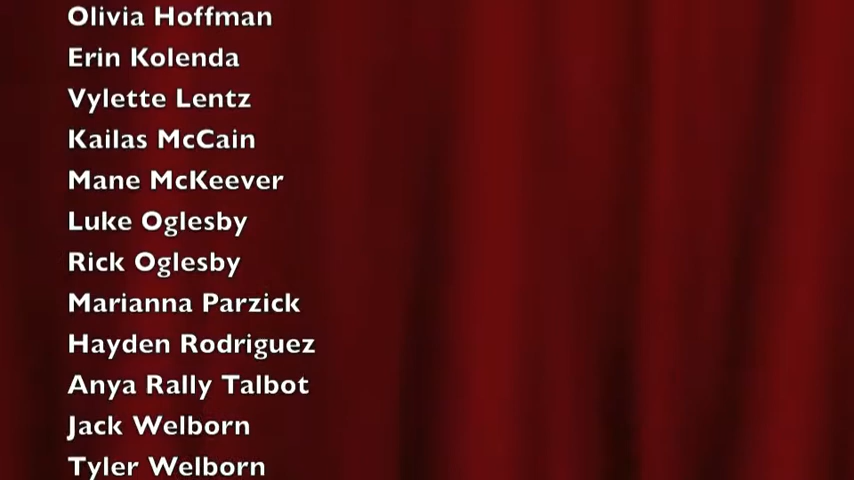 Olivia Hoffman
Erin Kolenda
Vylette Lentz
Kailas McCain
Mane McKeever
Luke Oglesby
Rick Oglesby
Marianna Parzick
Hayden Rodriguez
Anya Rally Talbot
Jack Welborn
Tyler Welborn